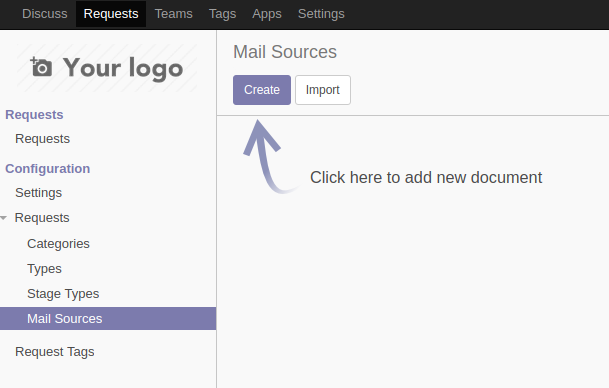 Discuss Requests Teams Tags Apps Settings
Your logo
Requests
Requests
Configuration
Settings
Requests
Categories
Types
Stage Types
Mail Sources
Request Tags
Mail Sources
Create Import
Click here to add new document